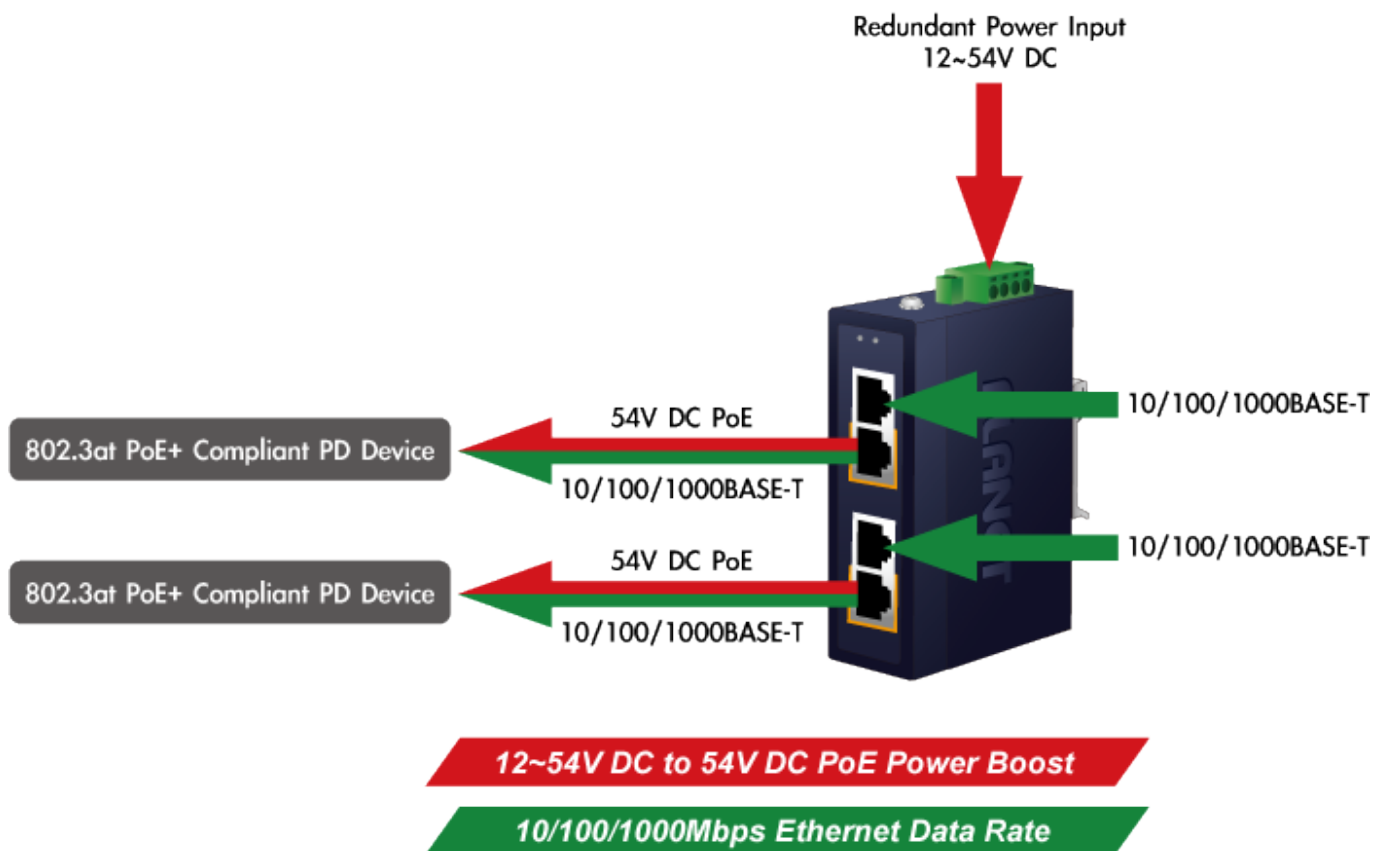 Redundant Power Input
12~54V DC
10/100/1000BASE-T
54V DC PoE
802.3at PoE+ Compliant PD Device
10/100/1000BASE-T
PLANET
10/100/1000BASE-T
54V DC PoE
802.3at PoE+ Compliant PD Device
10/100/1000BASE-T
12~54V DC to 54V DC PoE Power Boost
10/100/1000Mbps Ethernet Data Rate